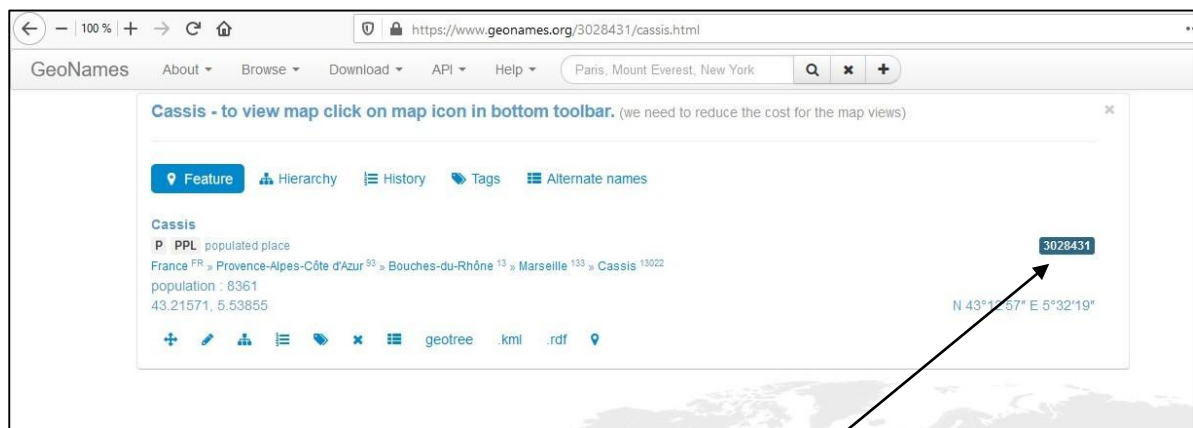 100 % https://www.geonames.org/3028431/cassis.html
GeoNames About Browse Download API Help Paris, Mount Everest, New York
Cassis - to view map click on map icon in bottom toolbar. (we need to reduce the cost for the map views)
Feature Hierarchy History Tags Alternate names
Cassis
P PPL populated place 3028431
France FR » Provence-Alpes-Côte d'Azur 93 » Bouches-du-Rhône 13 » Marseille 133 » Cassis 13022
population : 8361
43.21571, 5.53855 N 43°12'57" E 5°32'19"
geotree .kml .rdf